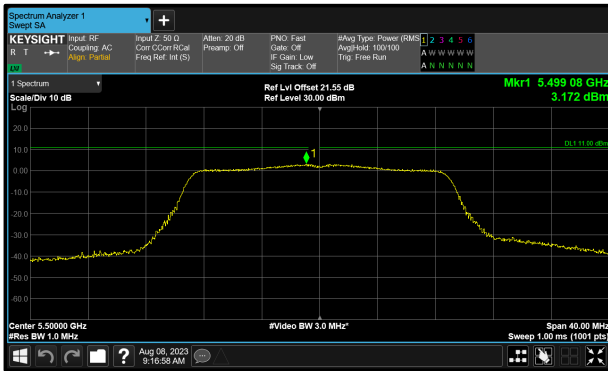 Spectrum Analyzer 1
Swept SA
+
KEYSIGHT
R T
LXI
Input: RF
Coupling: AC
Align: Partial
Input Z: 50 Ω
Corr CCorr RCal
Freq Ref: Int (S)
Atten: 20 dB
Preamp: Off
PNO: Fast
Gate: Off
IF Gain: Low
Sig Track: Off
#Avg Type: Power (RMS
Avg|Hold: 100/100
Trig: Free Run
1 2 3 4 5 6
A W W W W W
A N N N N N
1 Spectrum
Scale/Div 10 dB
Ref Lvl Offset 21.55 dB
Ref Level 30.00 dBm
Mkr1 5.499 08 GHz
3.172 dBm
Log
20.0
10.0
0.00
-10.0
-20.0
-30.0
-40.0
-50.0
-60.0
DL1 11.00 dBm
1
Center 5.50000 GHz
#Res BW 1.0 MHz
#Video BW 3.0 MHz*
Span 40.00 MHz
Sweep 1.00 ms (1001 pts)
?
Aug 08, 2023
9:16:58 AM